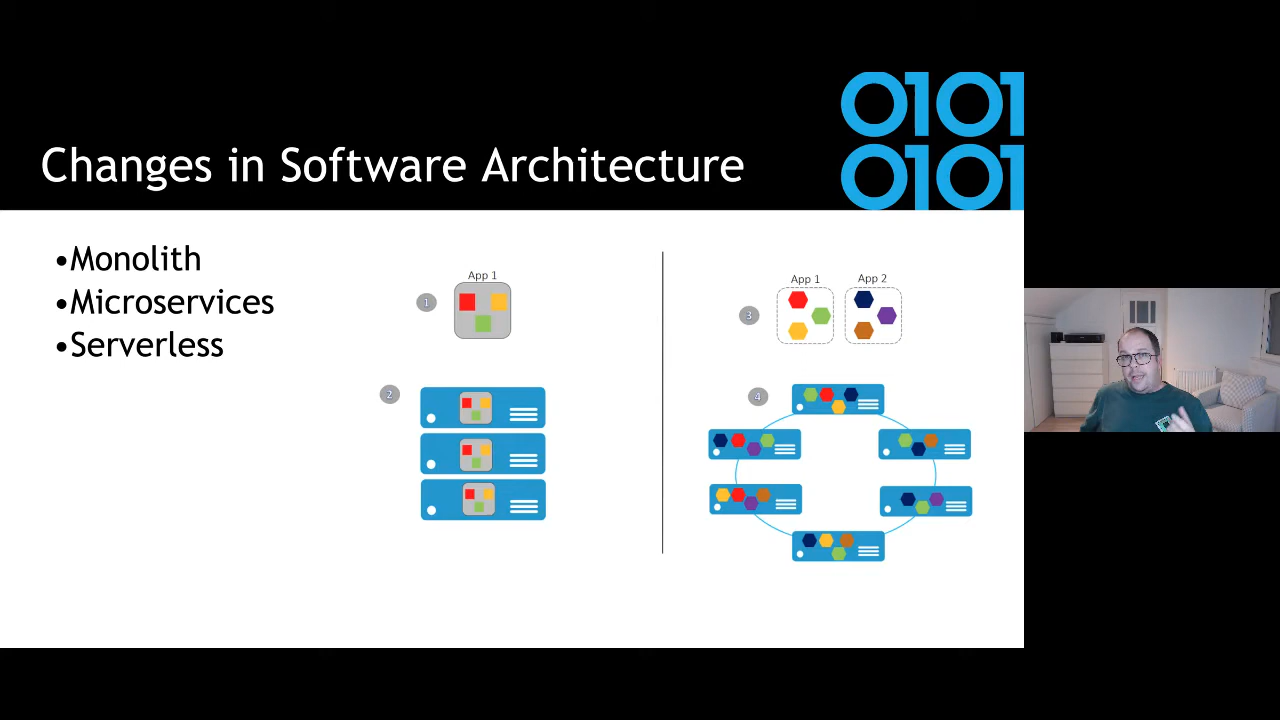 0101
0101
Changes in Software Architecture
•Monolith
•Microservices
•Serverless
App 1
1
2
App 1 App 2
3
4